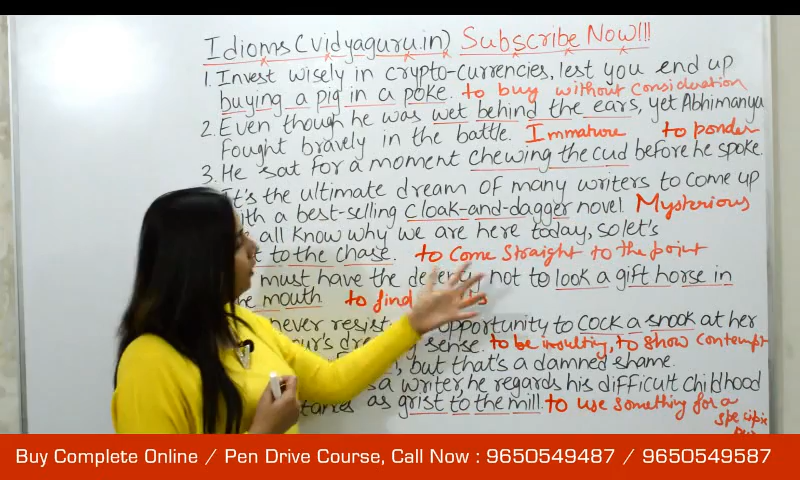 Idioms (vidyaguru.in) Subscribe Now!!!
1. Invest wisely in crypto-currencies, lest you end up
buying a pig in a poke. to buy without consideration
2. Even though he was wet behind the ears, yet Abhimanyu
fought bravely in the battle. Immature to ponder
3. He sat for a moment chewing the cud before he spoke.
It's the ultimate dream of many writers to come up
a best-selling cloak-and-dagger novel. Mysterious
all know why we are here today, so let's
to the chase. to come straight to the point
must have the decency not to look a gift horse in
mouth to find
never resist opportunity to cock a snook at her
sense. to be insulting, to show contempt
, but that's a damned shame.
a writer, he regards his difficult childhood
as grist to the mill. to use something for a
specific
Buy Complete Online / Pen Drive Course, Call Now : 9650549487 / 9650549587